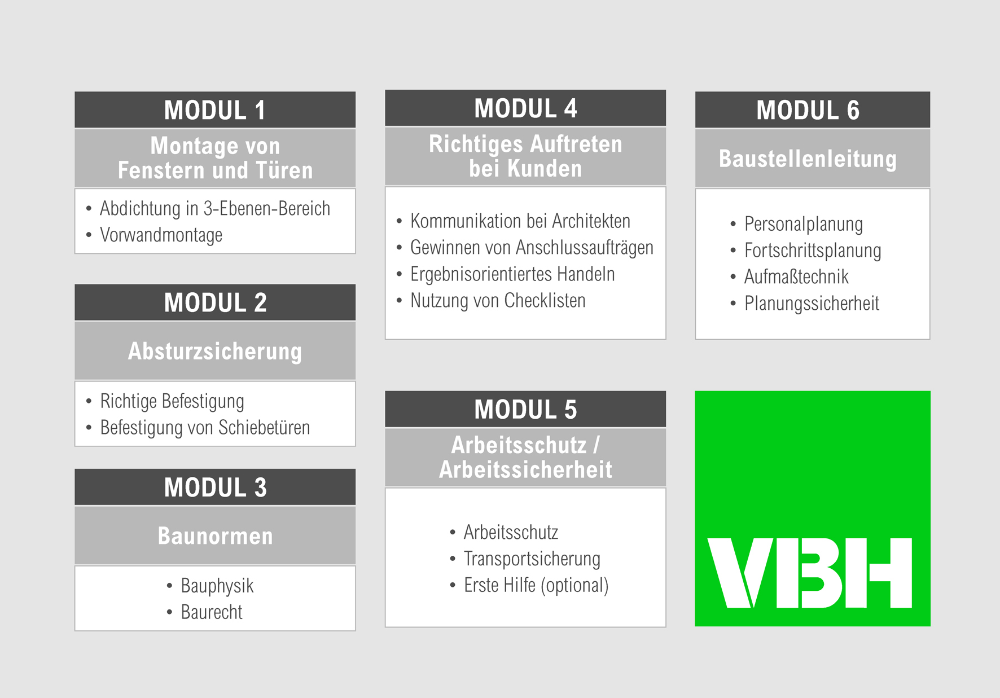 MODUL 1
Montage von
Fenstern und Türen
• Abdichtung in 3-Ebenen-Bereich
• Vorwandmontage
MODUL 2
Absturzsicherung
• Richtige Befestigung
• Befestigung von Schiebetüren
MODUL 3
Baunormen
• Bauphysik
• Baurecht
MODUL 4
Richtiges Auftreten
bei Kunden
• Kommunikation bei Architekten
• Gewinnen von Anschlussaufträgen
• Ergebnisorientiertes Handeln
• Nutzung von Checklisten
MODUL 5
Arbeitsschutz /
Arbeitssicherheit
• Arbeitsschutz
• Transportsicherung
• Erste Hilfe (optional)
MODUL 6
Baustellenleitung
• Personalplanung
• Fortschrittsplanung
• Aufmaßtechnik
• Planungssicherheit
VBH